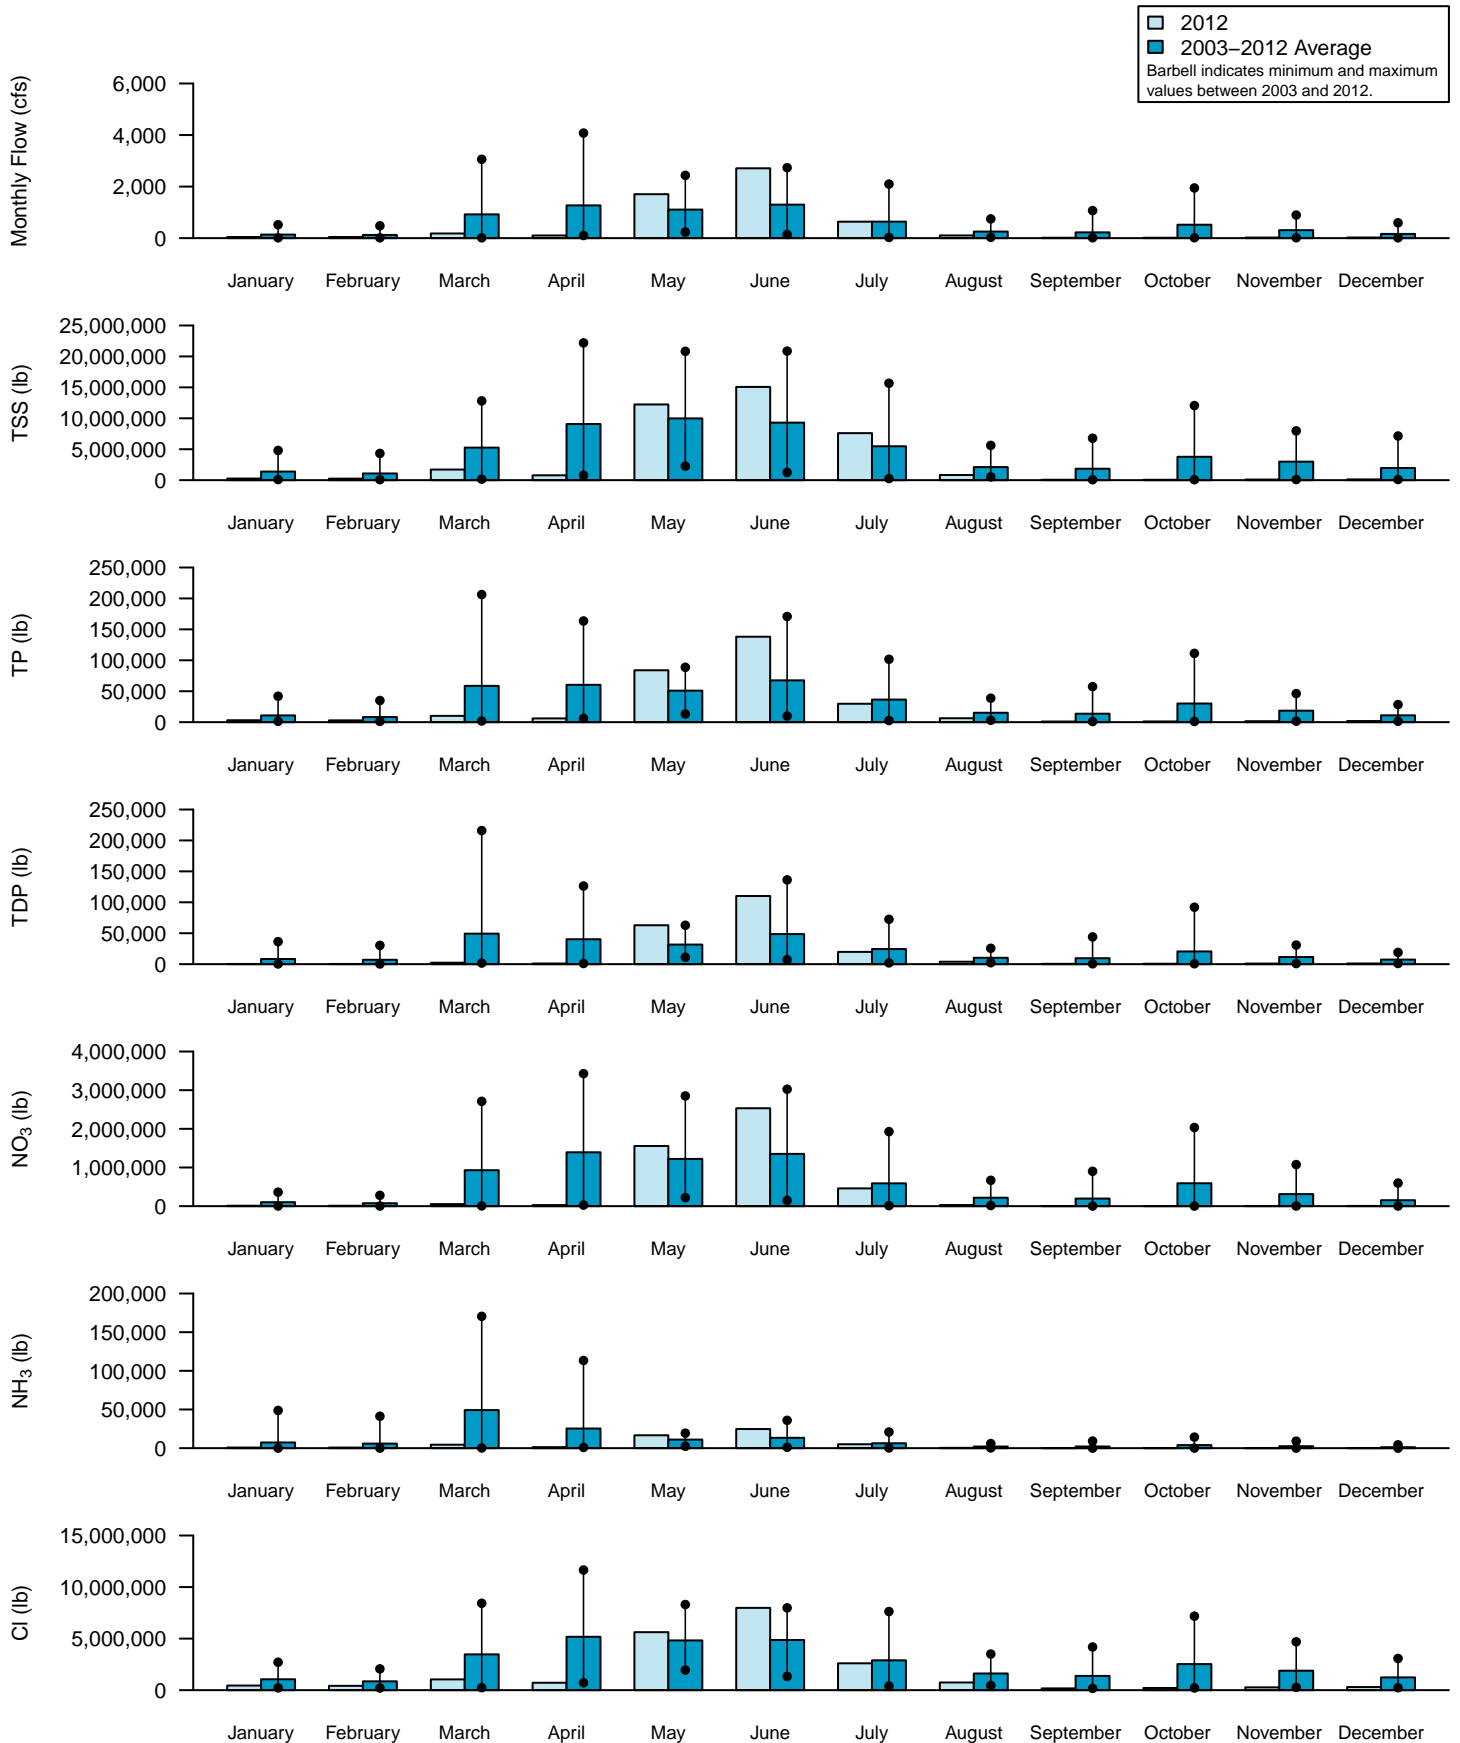 2012
2003–2012 Average
Barbell indicates minimum and maximum
values between 2003 and 2012.
Monthly Flow (cfs)
6,000
4,000
2,000
0
January February March April May June July August September October November December
TSS (lb)
25,000,000
20,000,000
15,000,000
10,000,000
5,000,000
0
January February March April May June July August September October November December
TP (lb)
250,000
200,000
150,000
100,000
50,000
0
January February March April May June July August September October November December
TDP (lb)
250,000
200,000
150,000
100,000
50,000
0
January February March April May June July August September October November December
NO3 (lb)
4,000,000
3,000,000
2,000,000
1,000,000
0
January February March April May June July August September October November December
NH3 (lb)
200,000
150,000
100,000
50,000
0
January February March April May June July August September October November December
Cl (lb)
15,000,000
10,000,000
5,000,000
0
January February March April May June July August September October November December